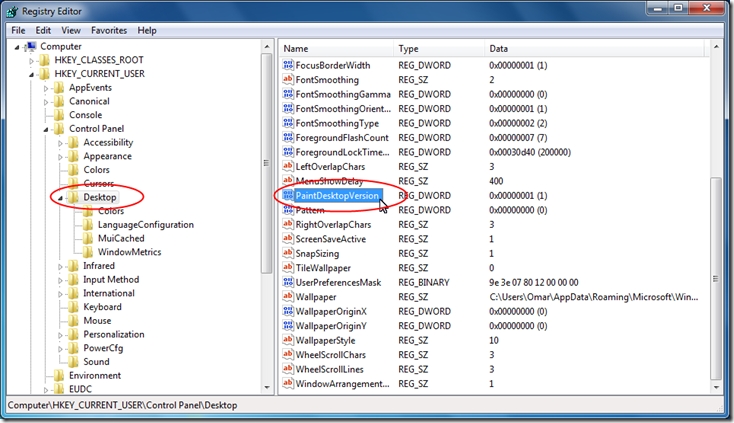 Registry Editor
File Edit View Favorites Help
Computer
HKEY_CLASSES_ROOT
HKEY_CURRENT_USER
AppEvents
Canonical
Console
Control Panel
Accessibility
Appearance
Colors
Cursors
Desktop
Colors
LanguageConfiguration
MuiCached
WindowMetrics
Infrared
Input Method
International
Keyboard
Mouse
Personalization
PowerCfg
Sound
Environment
EUDC
Name Type Data
FocusBorderWidth REG_DWORD 0x00000001 (1)
FontSmoothing REG_SZ 2
FontSmoothingGamma REG_DWORD 0x00000000 (0)
FontSmoothingOrient... REG_DWORD 0x00000001 (1)
FontSmoothingType REG_DWORD 0x00000002 (2)
ForegroundFlashCount REG_DWORD 0x00000007 (7)
ForegroundLockTime... REG_DWORD 0x00030d40 (200000)
LeftOverlapChars REG_SZ 3
MenuShowDelay REG_SZ 400
PaintDesktopVersion REG_DWORD 0x00000001 (1)
Pattern REG_DWORD 0x00000000 (0)
RightOverlapChars REG_SZ 3
ScreenSaveActive REG_SZ 1
SnapSizing REG_SZ 1
TileWallpaper REG_SZ 0
UserPreferencesMask REG_BINARY 9e 3e 07 80 12 00 00 00
Wallpaper REG_SZ C:\Users\Omar\AppData\Roaming\Microsoft\Win...
WallpaperOriginX REG_DWORD 0x00000000 (0)
WallpaperOriginY REG_DWORD 0x00000000 (0)
WallpaperStyle REG_SZ 10
WheelScrollChars REG_SZ 3
WheelScrollLines REG_SZ 3
WindowArrangement... REG_SZ 1
Computer\HKEY_CURRENT_USER\Control Panel\Desktop